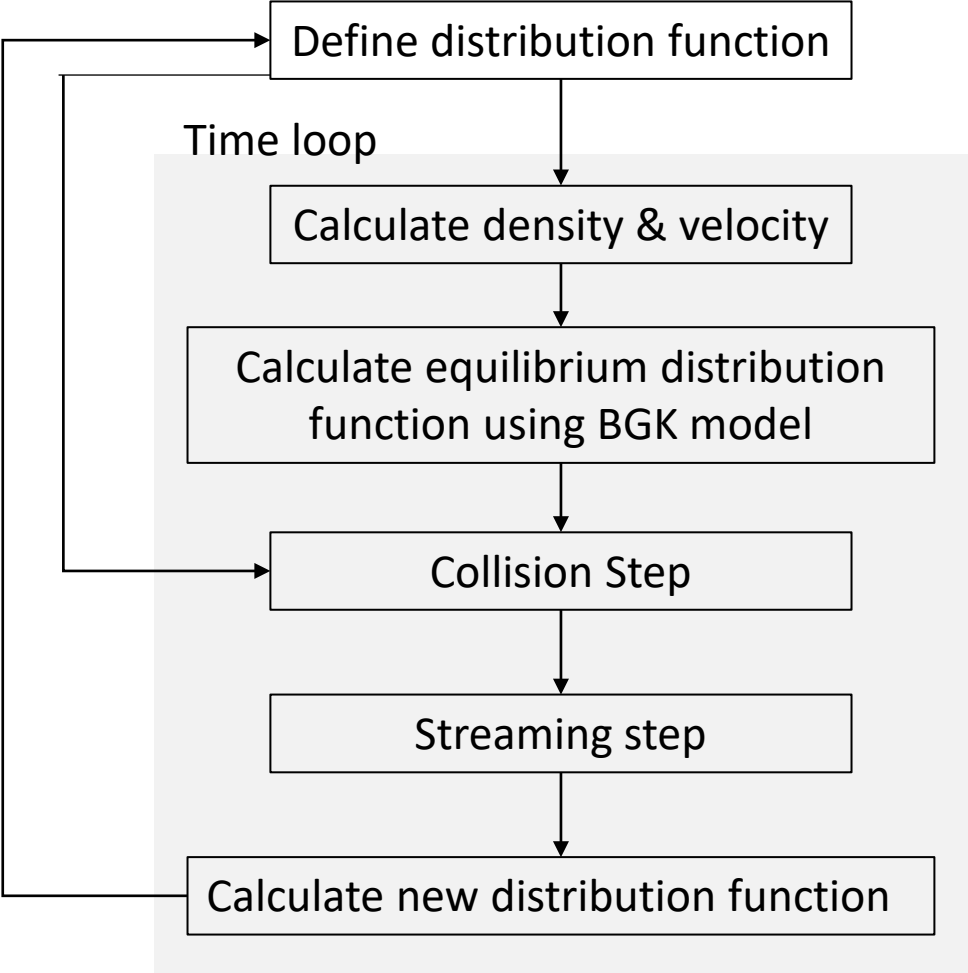 Define distribution function
Time loop
Calculate density & velocity
Calculate equilibrium distribution
function using BGK model
Collision Step
Streaming step
Calculate new distribution function